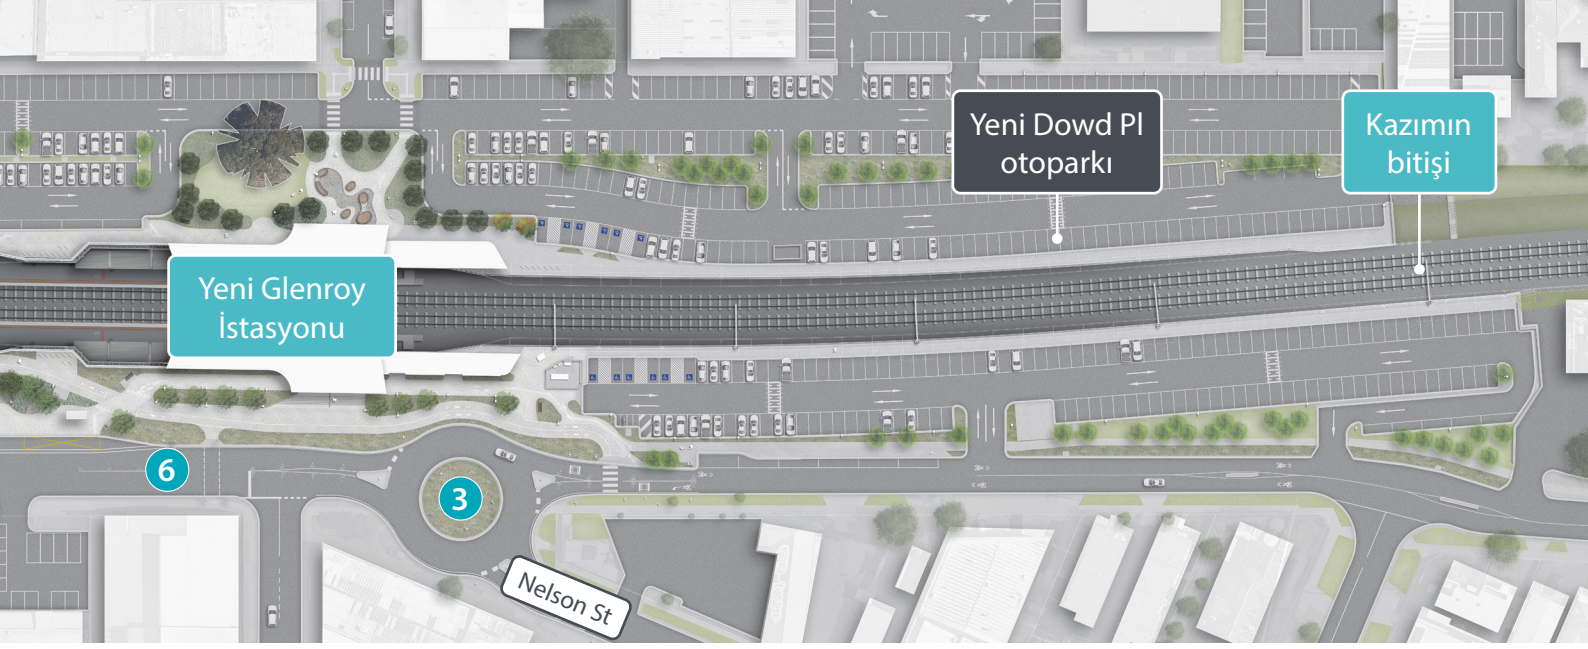 Yeni Dowd Pl
otoparkı
Kazımın
bitişi
Yeni Glenroy
İstasyonu
6
3
Nelson St